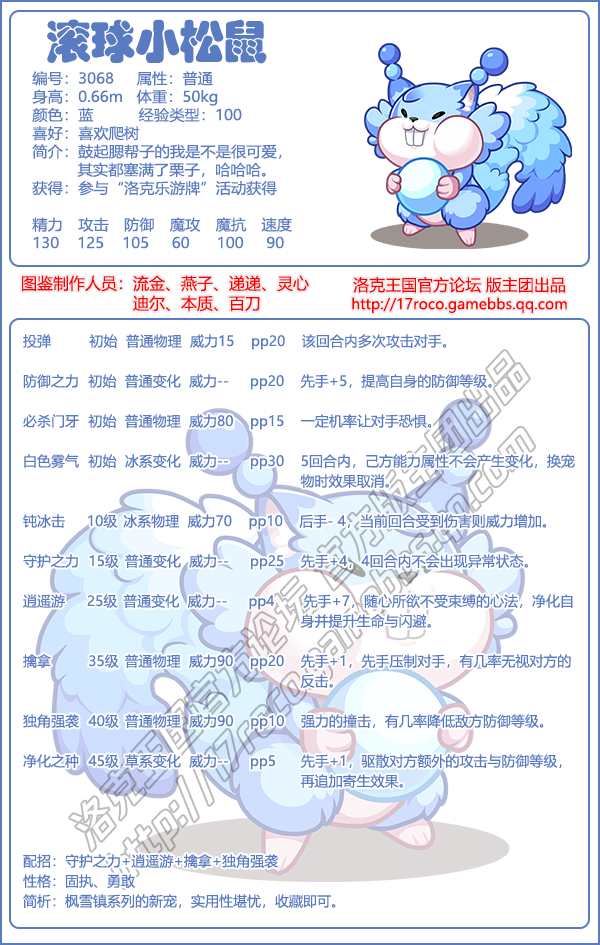 滚球小松鼠
编号：3068 属性：普通
身高：0.66m 体重：50kg
颜色：蓝 经验类型：100
喜好：喜欢爬树
简介：鼓起腮帮子的我是不是很可爱，
其实都塞满了栗子，哈哈哈。
获得：参与“洛克乐游牌”活动获得
精力 攻击 防御 魔攻 魔抗 速度
130 125 105 60 100 90
图鉴制作人员：流金、燕子、递递、灵心
迪尔、本质、百刀
洛克王国官方论坛 版主团出品
http://17roco.gamebbs.qq.com
投弹 初始 普通物理 威力15 pp20 该回合内多次攻击对手。
防御之力 初始 普通变化 威力-- pp20 先手+5，提高自身的防御等级。
必杀门牙 初始 普通物理 威力80 pp15 一定机率让对手恐惧。
白色雾气 初始 冰系变化 威力-- pp30 5回合内，己方能力属性不会产生变化，换宠
物时效果取消。
钝冰击 10级 冰系物理 威力70 pp10 后手- 4，当前回合受到伤害则威力增加。
守护之力 15级 普通变化 威力-- pp25 先手+4，4回合内不会出现异常状态。
逍遥游 25级 普通变化 威力-- pp4 先手+7，随心所欲不受束缚的心法，净化自
身并提升生命与闪避。
擒拿 35级 普通物理 威力90 pp20 先手+1，先手压制对手，有几率无视对方的
反击。
独角强袭 40级 普通物理 威力90 pp10 强力的撞击，有几率降低敌方防御等级。
净化之种 45级 草系变化 威力-- pp5 先手+1，驱散对方额外的攻击与防御等级，
再追加寄生效果。
洛克王国官方论坛 官方版主团出品
http://17roco.gamebbs.qq.com
配招：守护之力+逍遥游+擒拿+独角强袭
性格：固执、勇敢
简析：枫雪镇系列的新宠，实用性堪忧，收藏即可。